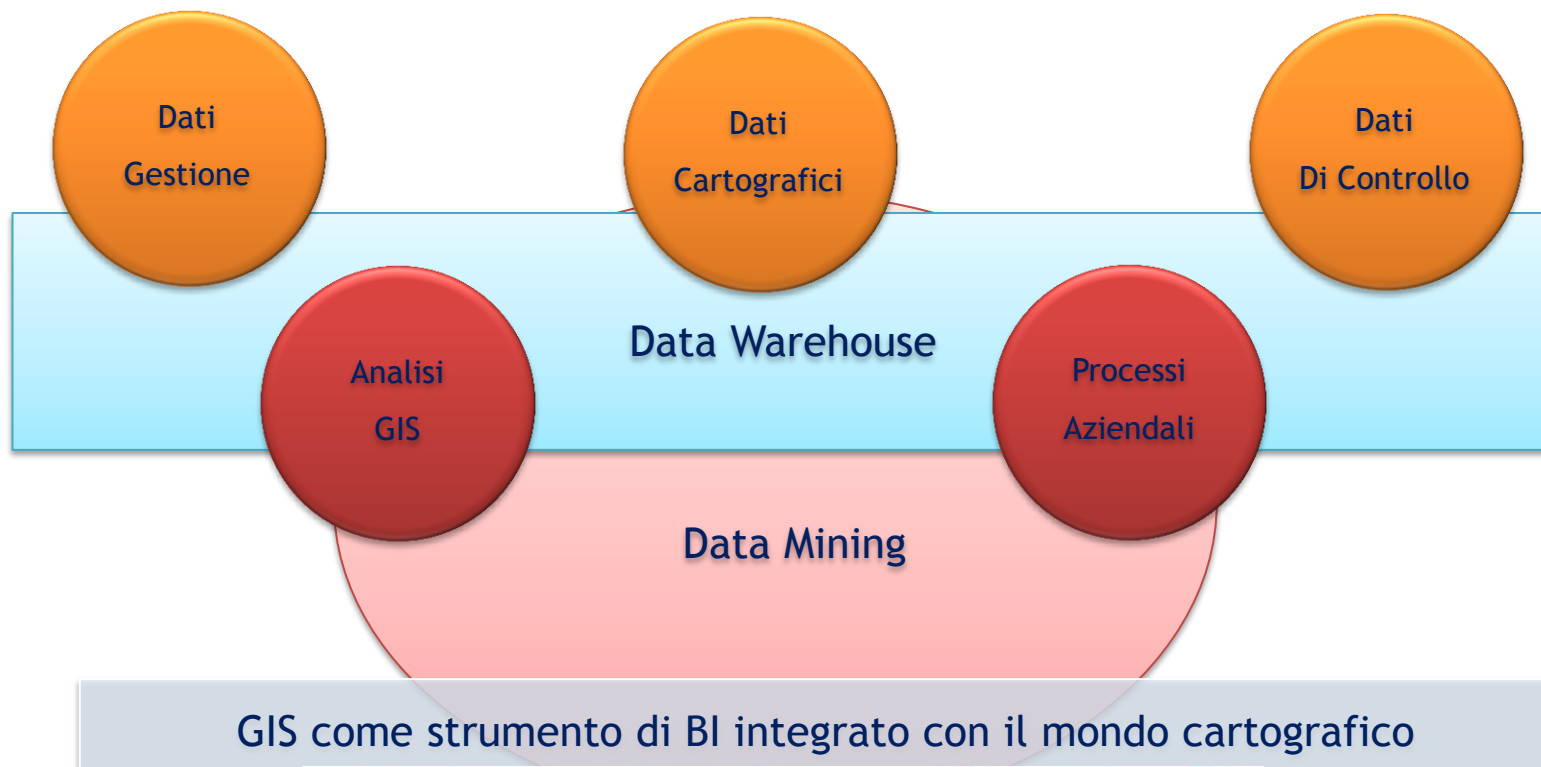 Dati
Gestione
Dati
Cartografici
Dati
Di Controllo
Data Warehouse
Analisi
GIS
Processi
Aziendali
Data Mining
GIS come strumento di BI integrato con il mondo cartografico